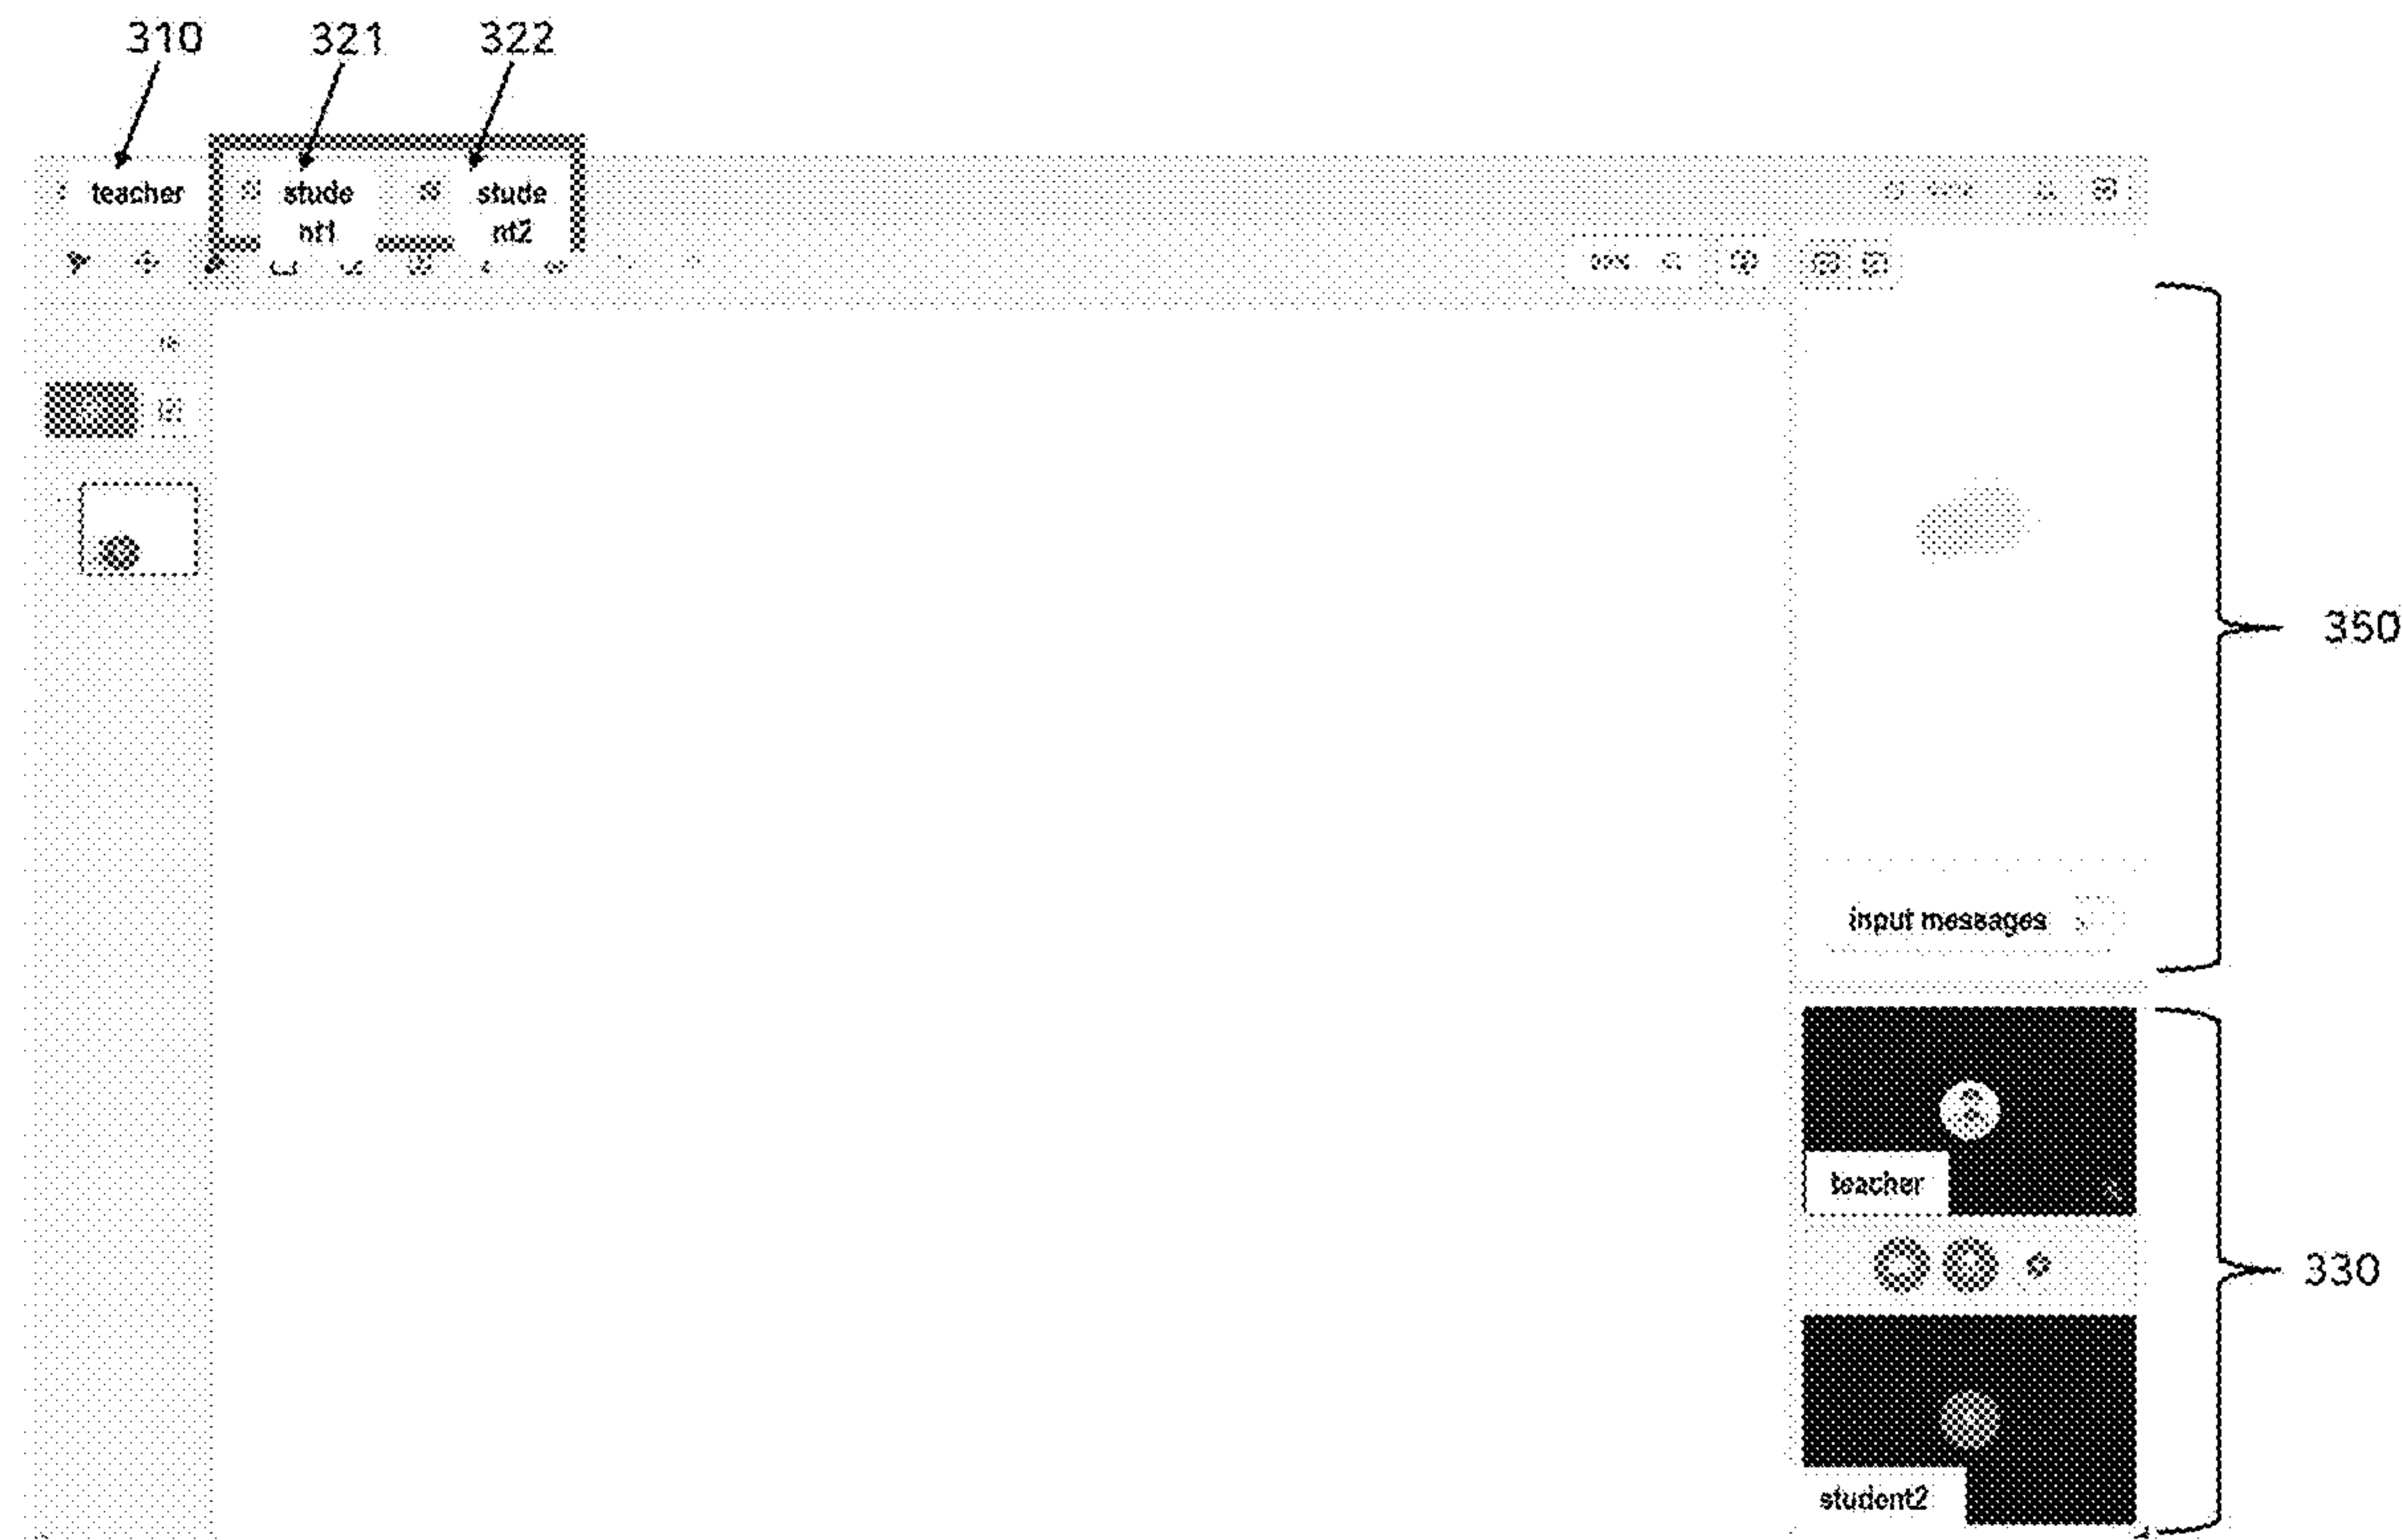 310 321 322
teacher
stude
nt1
stude
nt2
350
input messages
teacher
330
student2